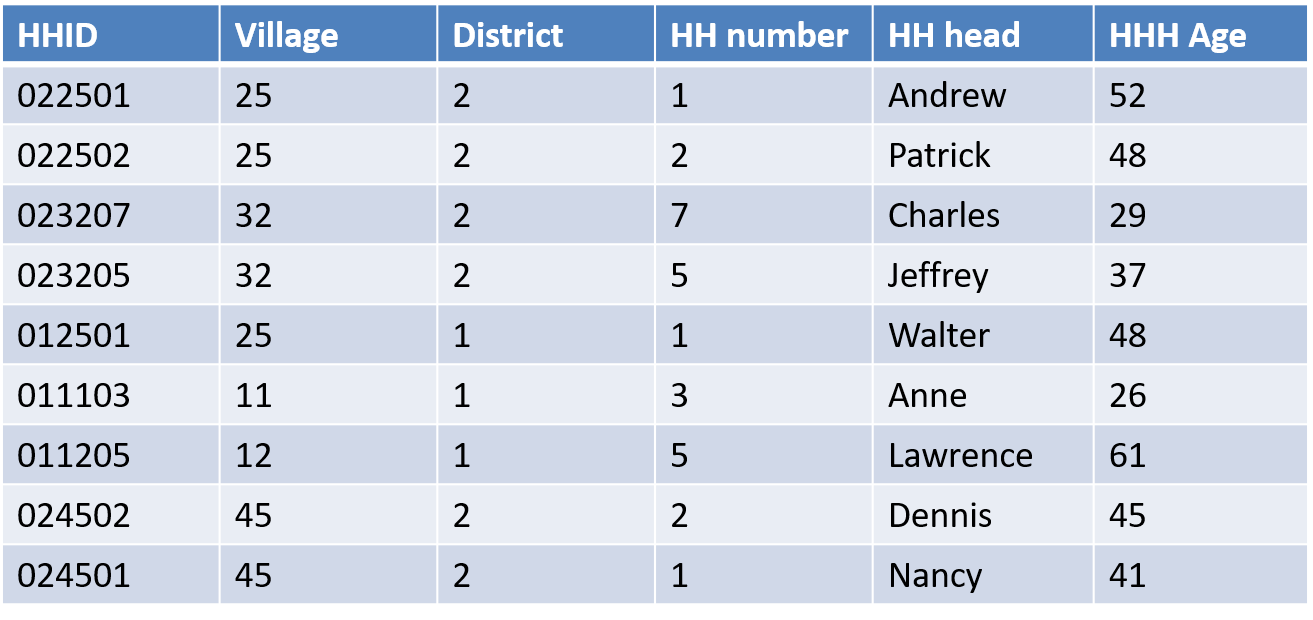 HHID Village District HH number HH head HHH Age
022501 25 2 1 Andrew 52
022502 25 2 2 Patrick 48
023207 32 2 7 Charles 29
023205 32 2 5 Jeffrey 37
012501 25 1 1 Walter 48
011103 11 1 3 Anne 26
011205 12 1 5 Lawrence 61
024502 45 2 2 Dennis 45
024501 45 2 1 Nancy 41